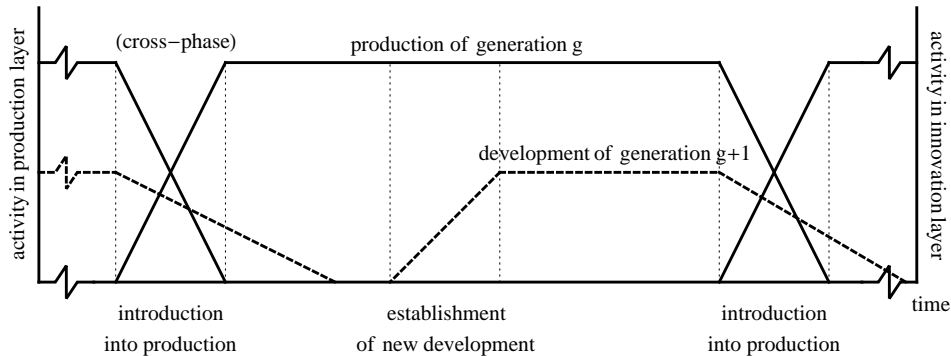 activity in production layer
(cross−phase)
production of generation g
development of generation g+1
activity in innovation layer
time
introduction
into production
establishment
of new development
introduction
into production